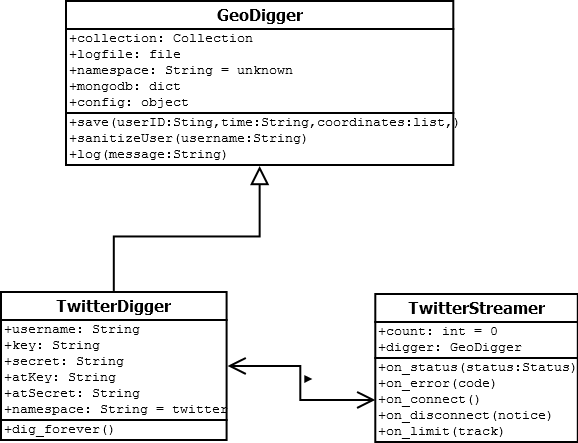 GeoDigger
+collection: Collection
+logfile: file
+namespace: String = unknown
+mongodb: dict
+config: object
+save(userID:Sting,time:String,coordinates:list,)
+sanitizeUser(username:String)
+log(message:String)
TwitterDigger
+username: String
+key: String
+secret: String
+atKey: String
+atSecret: String
+namespace: String = twitter
+dig_forever()
TwitterStreamer
+count: int = 0
+digger: GeoDigger
+on_status(status:Status)
+on_error(code)
+on_connect()
+on_disconnect(notice)
+on_limit(track)